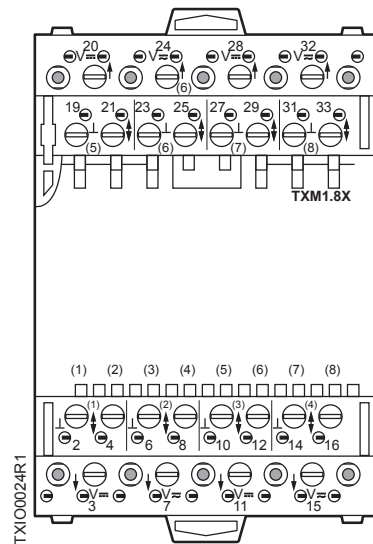 20 24 28 32
V⎓ V≂ V⎓ V≂
(6)
19 21 23 25 27 29 31 33
⊥ ⊥ ⊥ ⊥
(5) (6) (7) (8)
TXM1.8X
(1) (2) (3) (4) (5) (6) (7) (8)
(1) (2) (3) (4)
⊥ ⊥ ⊥ ⊥
2 4 6 8 10 12 14 16
V⎓ V≂ V⎓ V≂
3 7 11 15
TXIO0024R1